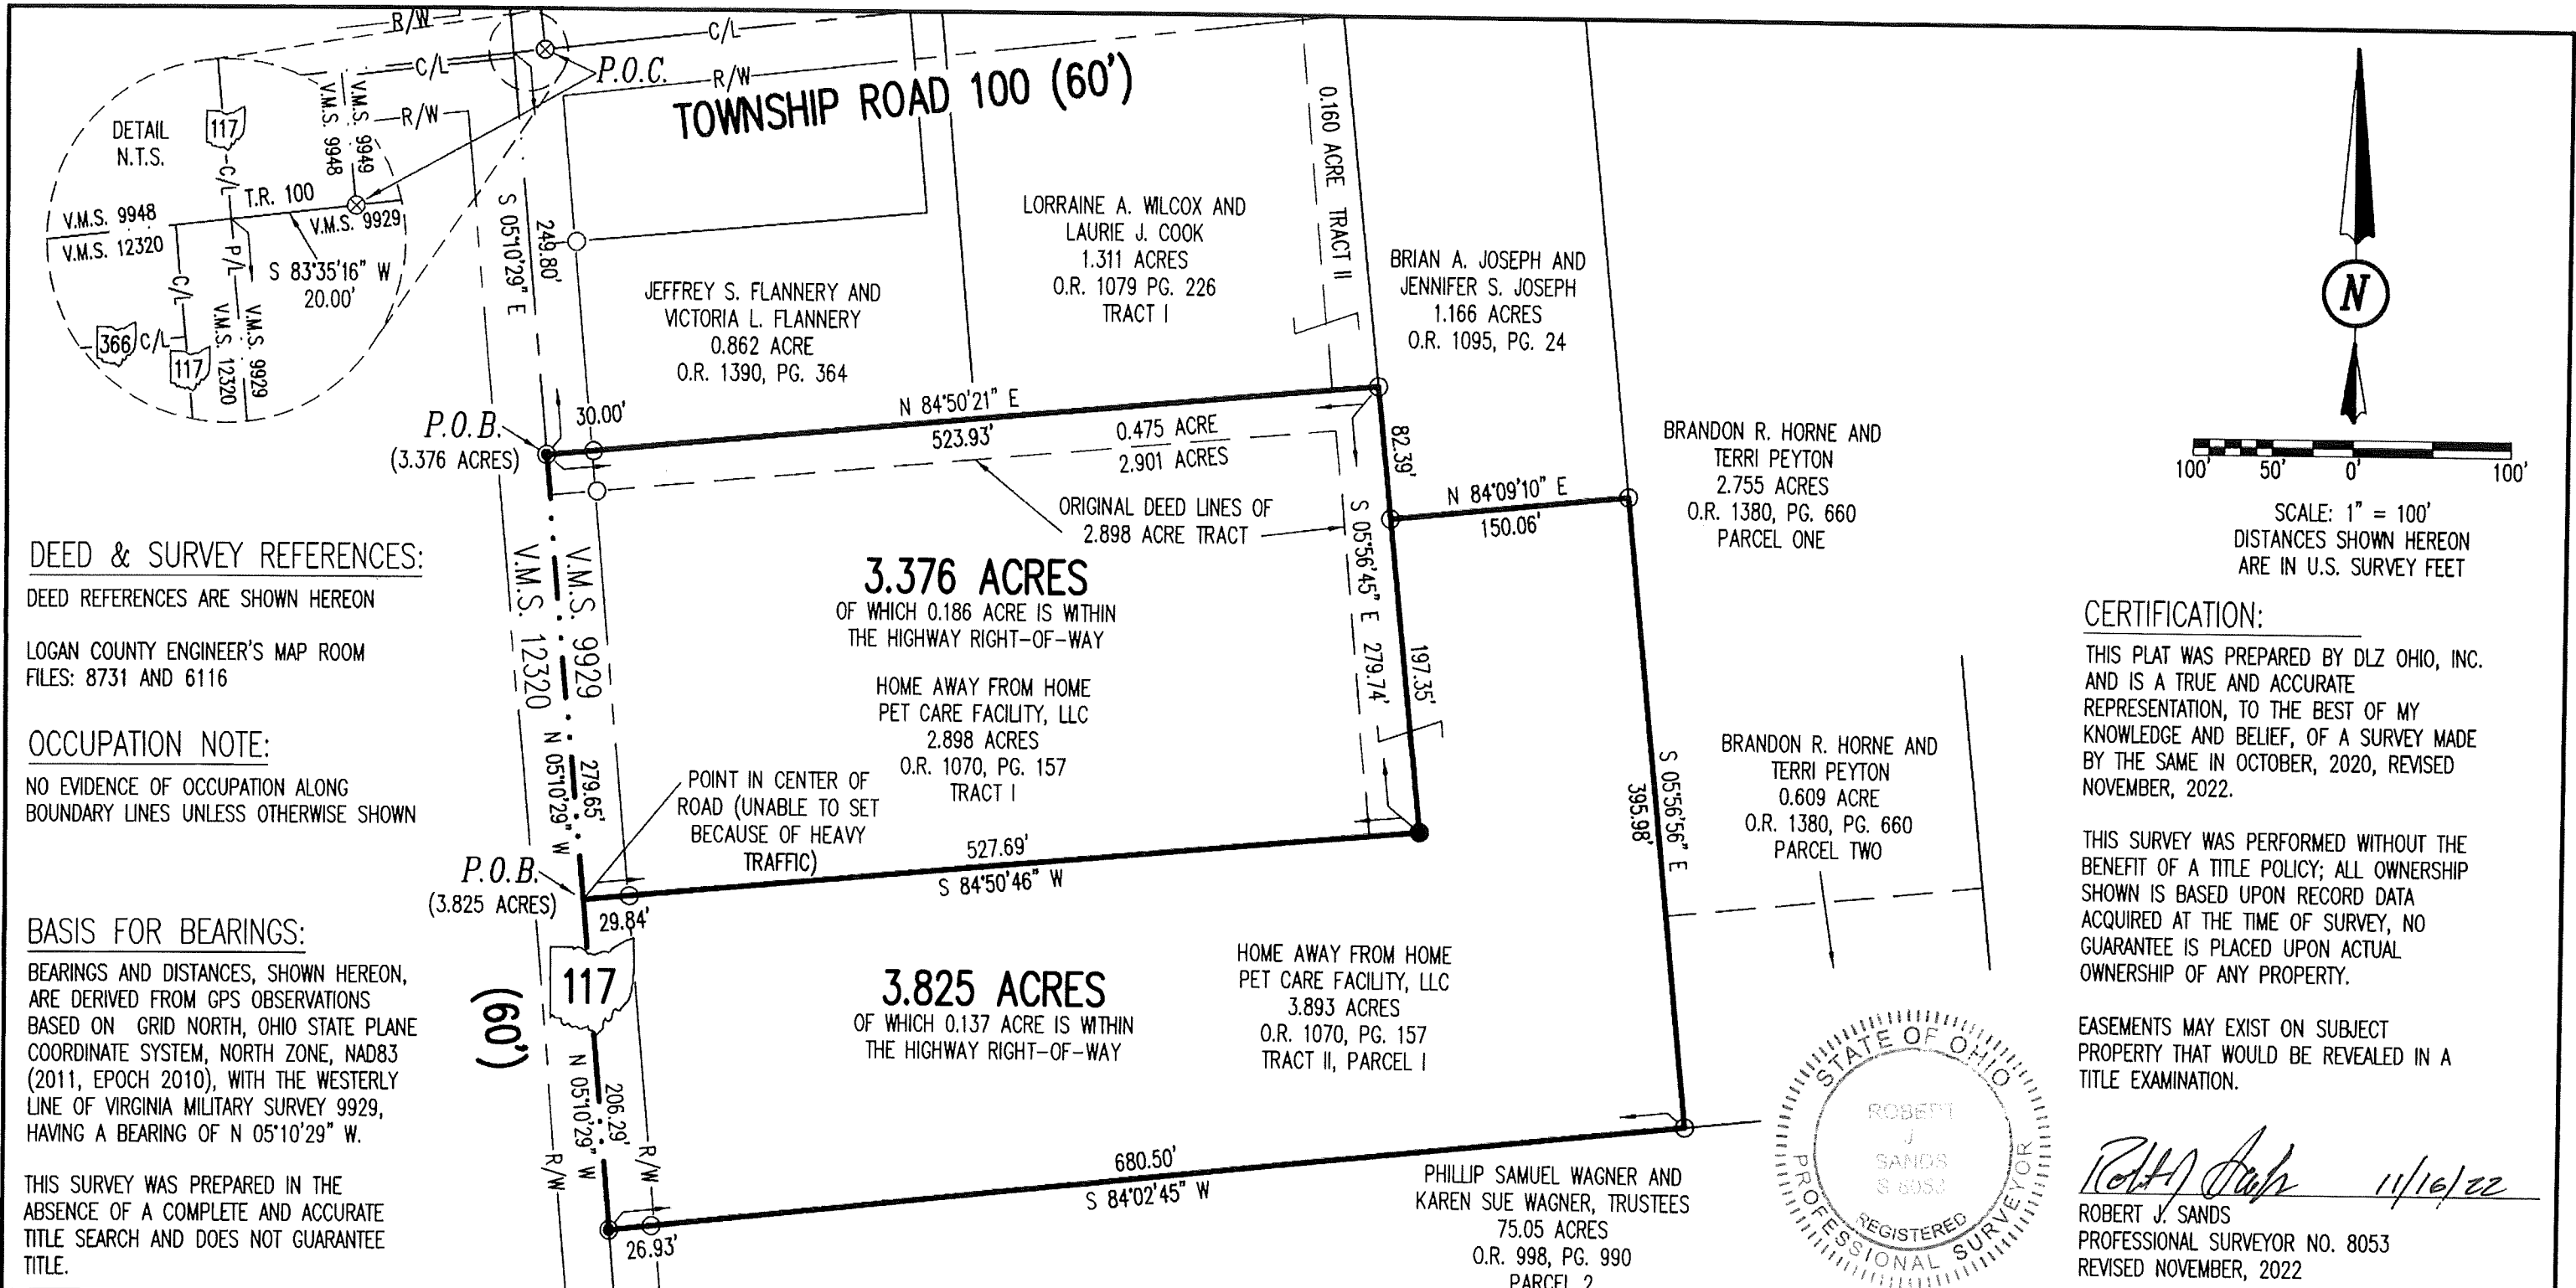 R/W
C/L
C/L
P.O.C.
R/W
TOWNSHIP ROAD 100 (60')
DETAIL
N.T.S.
117
C/L
V.M.S. 9948
V.M.S. 9949
R/W
T.R. 100
V.M.S. 9948
V.M.S. 12320
V.M.S. 9929
P/L
C/L
S 83°35'16" W
20.00'
366
C/L
117
V.M.S. 12320
V.M.S. 9929
S 05°10'29" E
249.80'
JEFFREY S. FLANNERY AND
VICTORIA L. FLANNERY
0.862 ACRE
O.R. 1390, PG. 364
LORRAINE A. WILCOX AND
LAURIE J. COOK
1.311 ACRES
O.R. 1079 PG. 226
TRACT I
0.160 ACRE TRACT II
BRIAN A. JOSEPH AND
JENNIFER S. JOSEPH
1.166 ACRES
O.R. 1095, PG. 24
N
100' 50' 0' 100'
SCALE: 1" = 100'
DISTANCES SHOWN HEREON
ARE IN U.S. SURVEY FEET
P.O.B.
(3.376 ACRES)
30.00'
N 84°50'21" E
523.93'
0.475 ACRE
2.901 ACRES
82.39'
ORIGINAL DEED LINES OF
2.898 ACRE TRACT
N 84°09'10" E
150.06'
BRANDON R. HORNE AND
TERRI PEYTON
2.755 ACRES
O.R. 1380, PG. 660
PARCEL ONE
DEED & SURVEY REFERENCES:
DEED REFERENCES ARE SHOWN HEREON
LOGAN COUNTY ENGINEER'S MAP ROOM
FILES: 8731 AND 6116
OCCUPATION NOTE:
NO EVIDENCE OF OCCUPATION ALONG
BOUNDARY LINES UNLESS OTHERWISE SHOWN
BASIS FOR BEARINGS:
BEARINGS AND DISTANCES, SHOWN HEREON,
ARE DERIVED FROM GPS OBSERVATIONS
BASED ON GRID NORTH, OHIO STATE PLANE
COORDINATE SYSTEM, NORTH ZONE, NAD83
(2011, EPOCH 2010), WITH THE WESTERLY
LINE OF VIRGINIA MILITARY SURVEY 9929,
HAVING A BEARING OF N 05°10'29" W.
THIS SURVEY WAS PREPARED IN THE
ABSENCE OF A COMPLETE AND ACCURATE
TITLE SEARCH AND DOES NOT GUARANTEE
TITLE.
V.M.S. 12320
V.M.S. 9929
N 05°10'29" W
279.65'
3.376 ACRES
OF WHICH 0.186 ACRE IS WITHIN
THE HIGHWAY RIGHT-OF-WAY
HOME AWAY FROM HOME
PET CARE FACILITY, LLC
2.898 ACRES
O.R. 1070, PG. 157
TRACT I
S 05°56'45" E 279.74'
197.35'
POINT IN CENTER OF
ROAD (UNABLE TO SET
BECAUSE OF HEAVY
TRAFFIC)
P.O.B.
(3.825 ACRES)
29.84'
527.69'
S 84°50'46" W
S 05°56'56" E
395.98'
BRANDON R. HORNE AND
TERRI PEYTON
0.609 ACRE
O.R. 1380, PG. 660
PARCEL TWO
117
(60')
3.825 ACRES
OF WHICH 0.137 ACRE IS WITHIN
THE HIGHWAY RIGHT-OF-WAY
HOME AWAY FROM HOME
PET CARE FACILITY, LLC
3.893 ACRES
O.R. 1070, PG. 157
TRACT II, PARCEL I
N 05°10'29" W
206.29'
R/W
R/W
26.93'
680.50'
S 84°02'45" W
PHILLIP SAMUEL WAGNER AND
KAREN SUE WAGNER, TRUSTEES
75.05 ACRES
O.R. 998, PG. 990
PARCEL 2
CERTIFICATION:
THIS PLAT WAS PREPARED BY DLZ OHIO, INC.
AND IS A TRUE AND ACCURATE
REPRESENTATION, TO THE BEST OF MY
KNOWLEDGE AND BELIEF, OF A SURVEY MADE
BY THE SAME IN OCTOBER, 2020, REVISED
NOVEMBER, 2022.
THIS SURVEY WAS PERFORMED WITHOUT THE
BENEFIT OF A TITLE POLICY; ALL OWNERSHIP
SHOWN IS BASED UPON RECORD DATA
ACQUIRED AT THE TIME OF SURVEY, NO
GUARANTEE IS PLACED UPON ACTUAL
OWNERSHIP OF ANY PROPERTY.
EASEMENTS MAY EXIST ON SUBJECT
PROPERTY THAT WOULD BE REVEALED IN A
TITLE EXAMINATION.
STATE OF OHIO
ROBERT
J
SANDS
REGISTERED
PROFESSIONAL SURVEYOR
11/16/22
ROBERT J. SANDS
PROFESSIONAL SURVEYOR NO. 8053
REVISED NOVEMBER, 2022